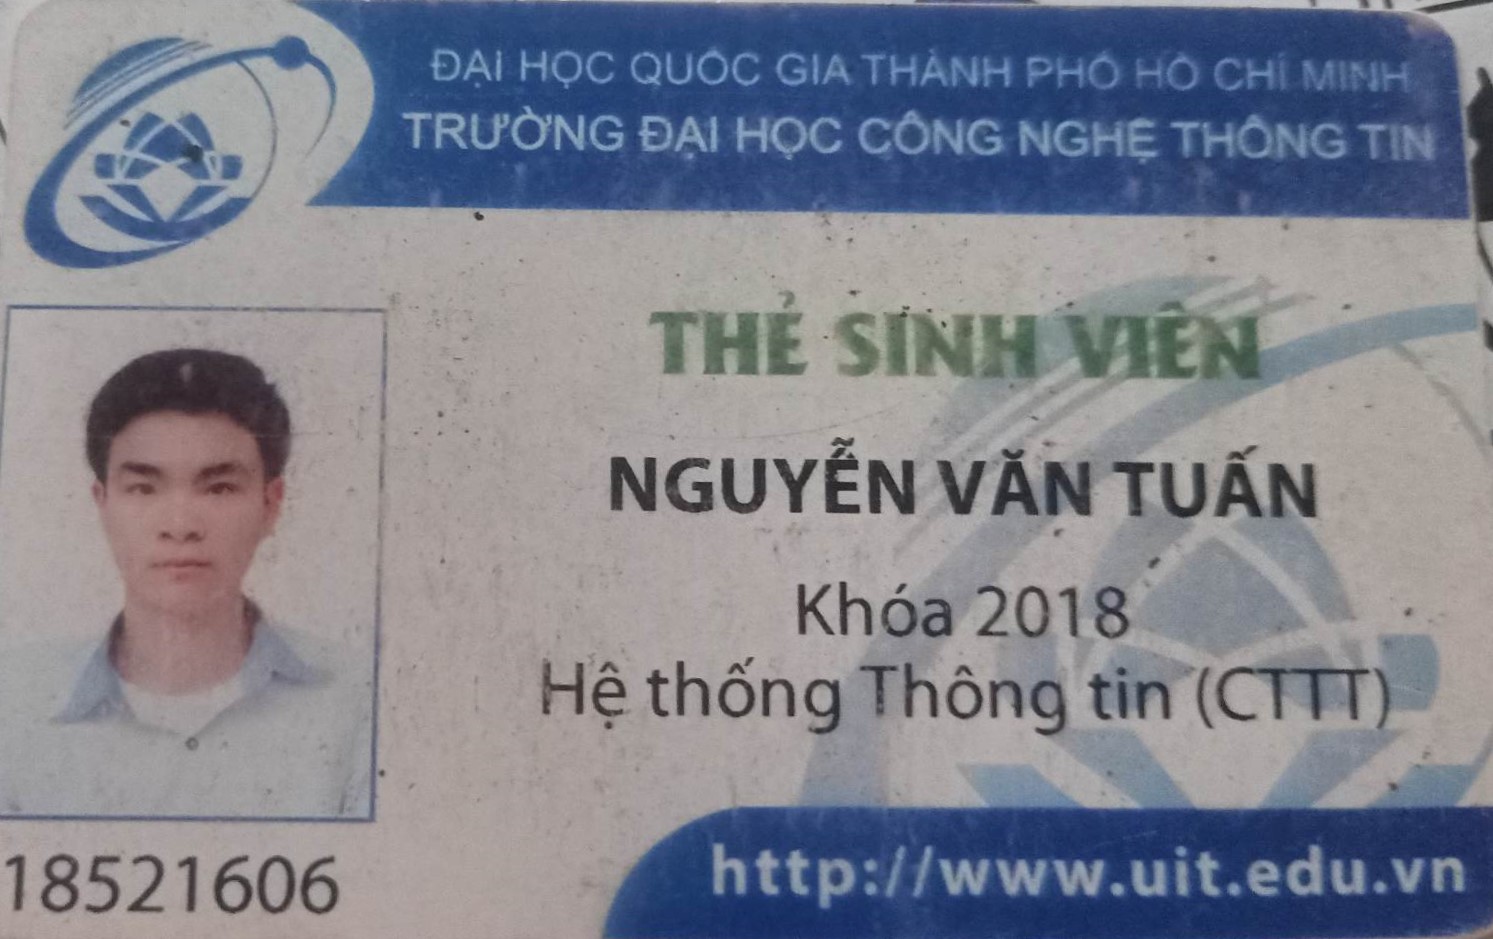 ĐẠI HỌC QUỐC GIA THÀNH PHỐ HỒ CHÍ MINH
TRƯỜNG ĐẠI HỌC CÔNG NGHỆ THÔNG TIN
THẺ SINH VIÊN
NGUYỄN VĂN TUẤN
Khóa 2018
Hệ thống Thông tin (CTTT)
18521606
http://www.uit.edu.vn